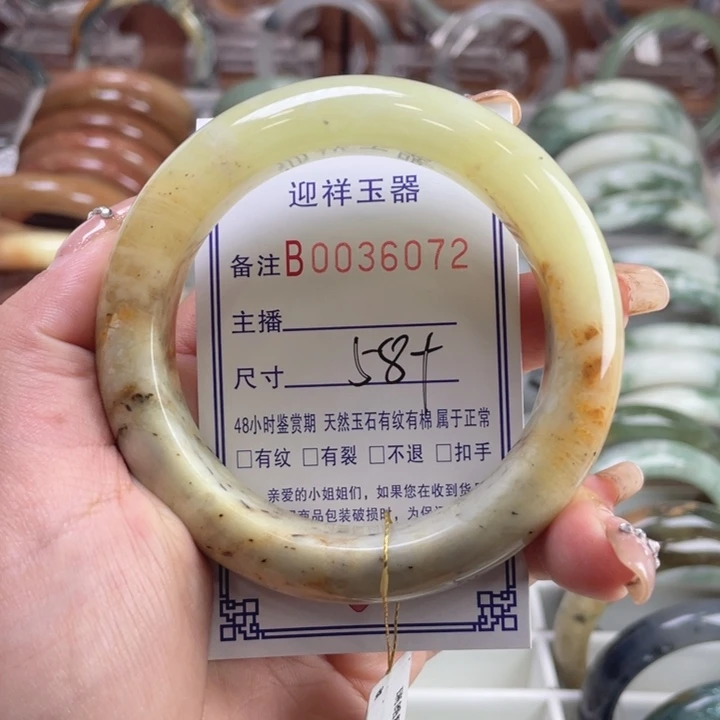 迎祥玉器
备注B0036072
主播
尺寸 58+
48小时鉴赏期 天然玉石有纹有棉 属于正常
□有纹 □有裂 □不退 □扣手
亲爱的小姐姐们，如果您在收到货
商品包装破损时，为保